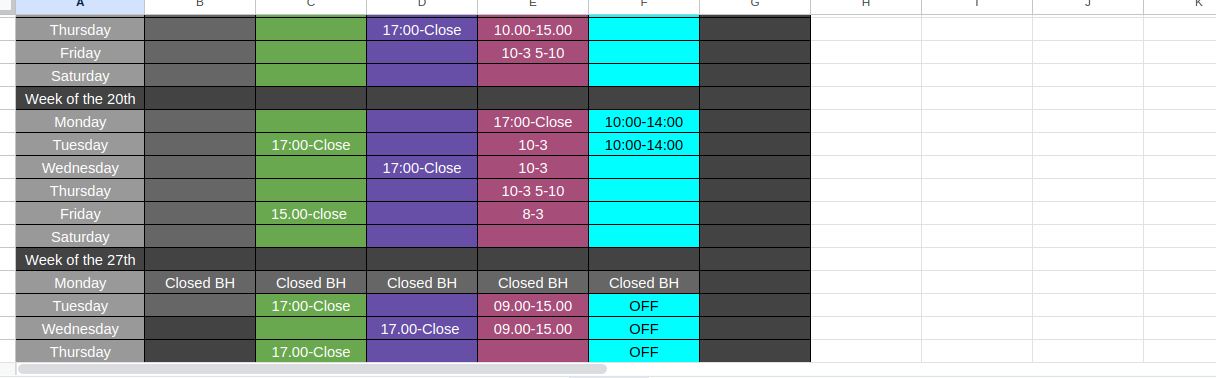 A B C D E F G H I J K
Thursday 17:00-Close 10.00-15.00
Friday 10-3 5-10
Saturday
Week of the 20th
Monday 17:00-Close 10:00-14:00
Tuesday 17:00-Close 10-3 10:00-14:00
Wednesday 17:00-Close 10-3
Thursday 10-3 5-10
Friday 15.00-close 8-3
Saturday
Week of the 27th
Monday Closed BH Closed BH Closed BH Closed BH Closed BH
Tuesday 17:00-Close 09.00-15.00 OFF
Wednesday 17.00-Close 09.00-15.00 OFF
Thursday 17.00-Close OFF